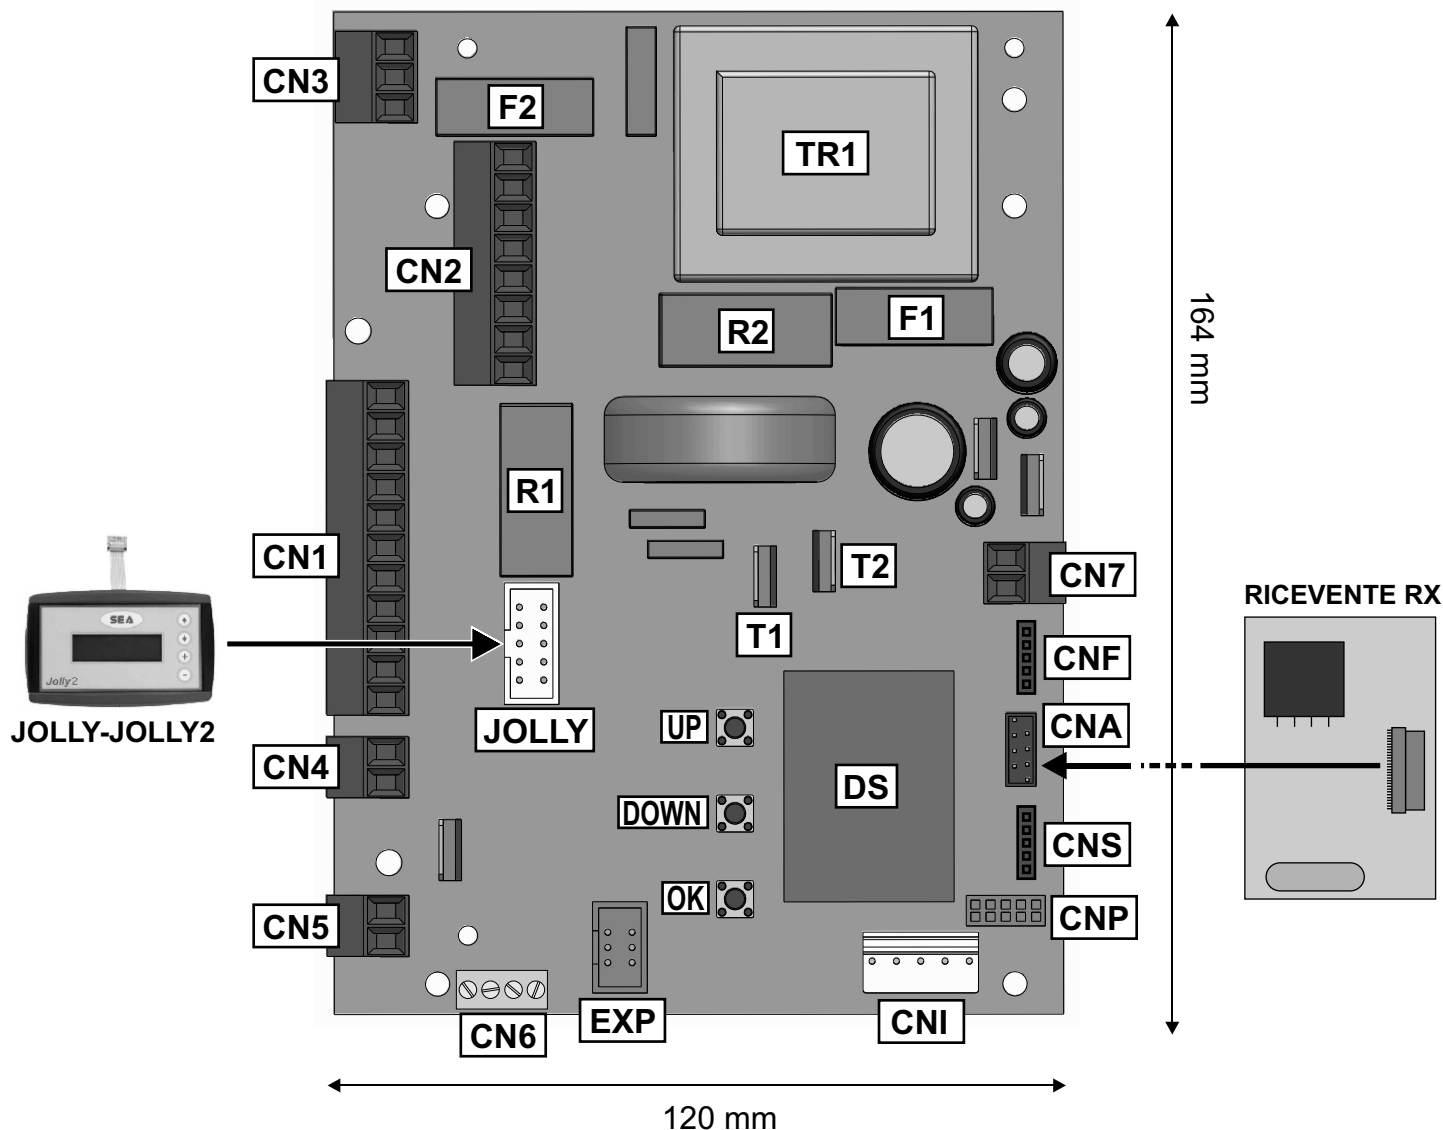 CN3
F2
TR1
CN2
R2
F1
164 mm
R1
CN1
T2
CN7
T1
RICEVENTE RX
SEA
Jolly2
CNF
JOLLY-JOLLY2
JOLLY
UP
CNA
CN4
DS
DOWN
CNS
OK
CNP
CN5
CN6
EXP
CNI
120 mm